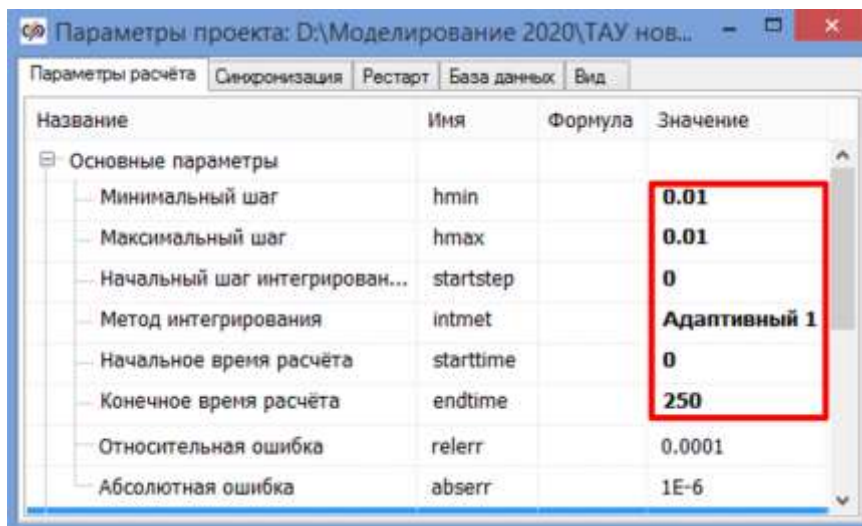 Параметры проекта: D:\Моделирование 2020\ТАУ нов...
Параметры расчёта Синхронизация Рестарт База данных Вид
Название Имя Формула Значение
Основные параметры
Минимальный шаг hmin 0.01
Максимальный шаг hmax 0.01
Начальный шаг интегрирован... startstep 0
Метод интегрирования intmet Адаптивный 1
Начальное время расчёта starttime 0
Конечное время расчёта endtime 250
Относительная ошибка relerr 0.0001
Абсолютная ошибка abserr 1E-6